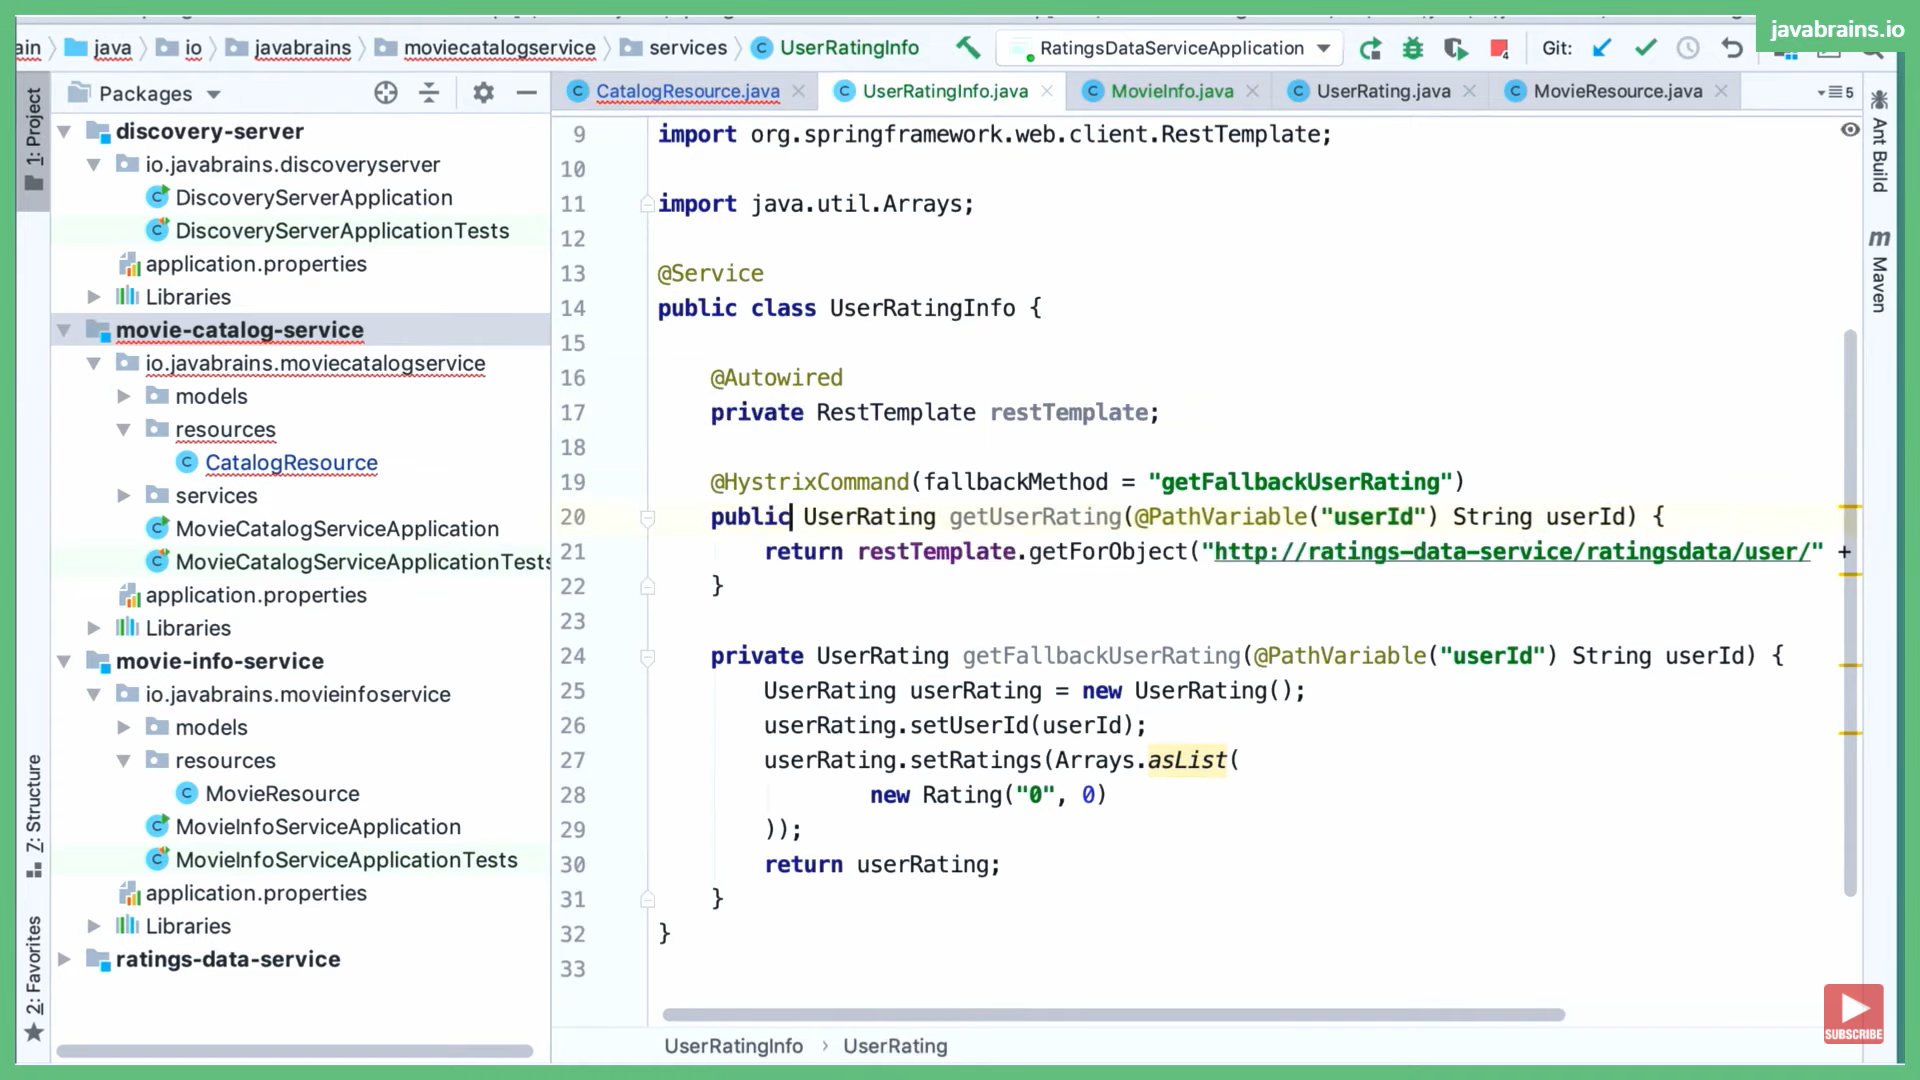 javabrains.io
ain java io javabrains moviecatalogservice services UserRatingInfo RatingsDataServiceApplication Git:
Packages
CatalogResource.java UserRatingInfo.java MovieInfo.java UserRating.java MovieResource.java 5
1: Project
Z: Structure
2: Favorites
discovery-server
io.javabrains.discoveryserver
DiscoveryServerApplication
DiscoveryServerApplicationTests
application.properties
Libraries
movie-catalog-service
io.javabrains.moviecatalogservice
models
resources
CatalogResource
services
MovieCatalogServiceApplication
MovieCatalogServiceApplicationTests
application.properties
Libraries
movie-info-service
io.javabrains.movieinfoservice
models
resources
MovieResource
MovieInfoServiceApplication
MovieInfoServiceApplicationTests
application.properties
Libraries
ratings-data-service
9 import org.springframework.web.client.RestTemplate;
10
11 import java.util.Arrays;
12
13 @Service
14 public class UserRatingInfo {
15
16 @Autowired
17 private RestTemplate restTemplate;
18
19 @HystrixCommand(fallbackMethod = "getFallbackUserRating")
20 public UserRating getUserRating(@PathVariable("userId") String userId) {
21 return restTemplate.getForObject("http://ratings-data-service/ratingsdata/user/" +
22 }
23
24 private UserRating getFallbackUserRating(@PathVariable("userId") String userId) {
25 UserRating userRating = new UserRating();
26 userRating.setUserId(userId);
27 userRating.setRatings(Arrays.asList(
28 new Rating("0", 0)
29 ));
30 return userRating;
31 }
32 }
33
UserRatingInfo › UserRating
Ant Build
m Maven
SUBSCRIBE